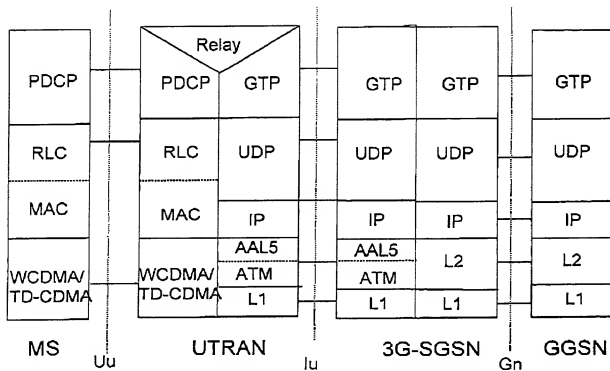 Relay
PDCP
PDCP
GTP
GTP
GTP
GTP
RLC
RLC
UDP
UDP
UDP
UDP
MAC
MAC
IP
IP
IP
IP
WCDMA/
TD-CDMA
WCDMA/
TD-CDMA
AAL5
ATM
AAL5
ATM
L2
L2
L1
L1
L1
L1
MS
Uu
UTRAN
Iu
3G-SGSN
Gn
GGSN